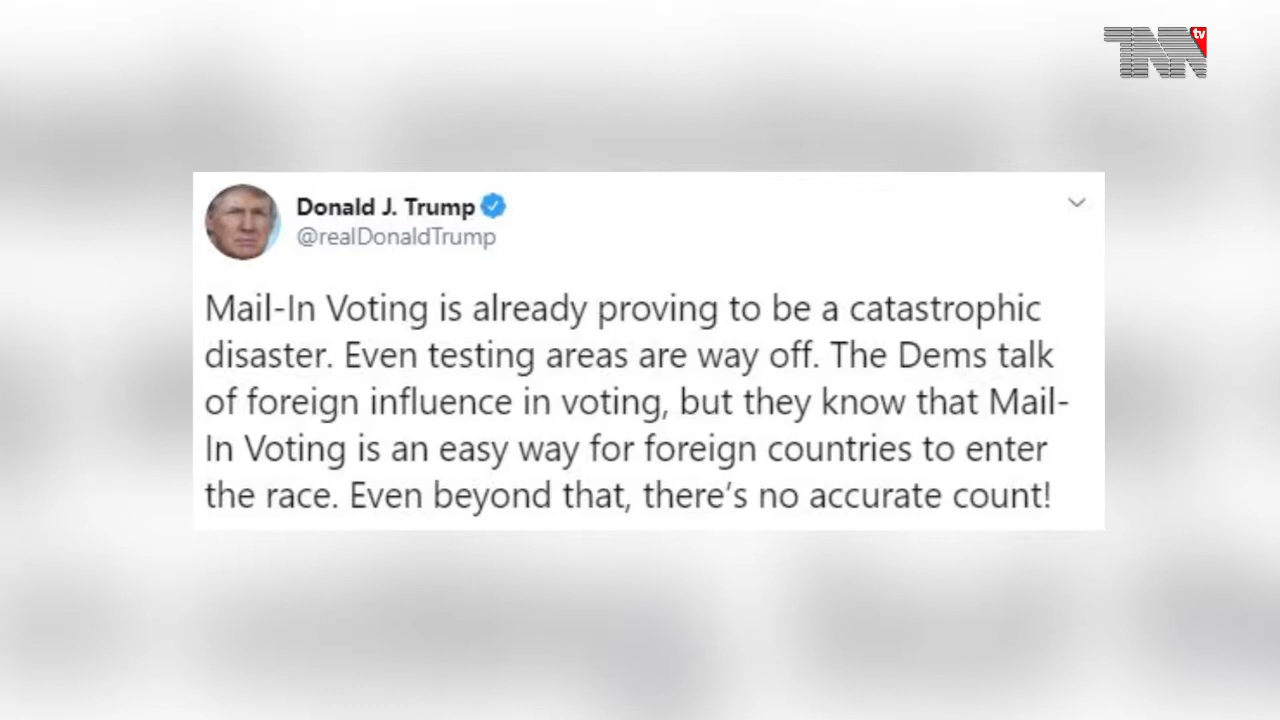 TNN tv
Donald J. Trump
@realDonaldTrump
Mail-In Voting is already proving to be a catastrophic
disaster. Even testing areas are way off. The Dems talk
of foreign influence in voting, but they know that Mail-
In Voting is an easy way for foreign countries to enter
the race. Even beyond that, there’s no accurate count!